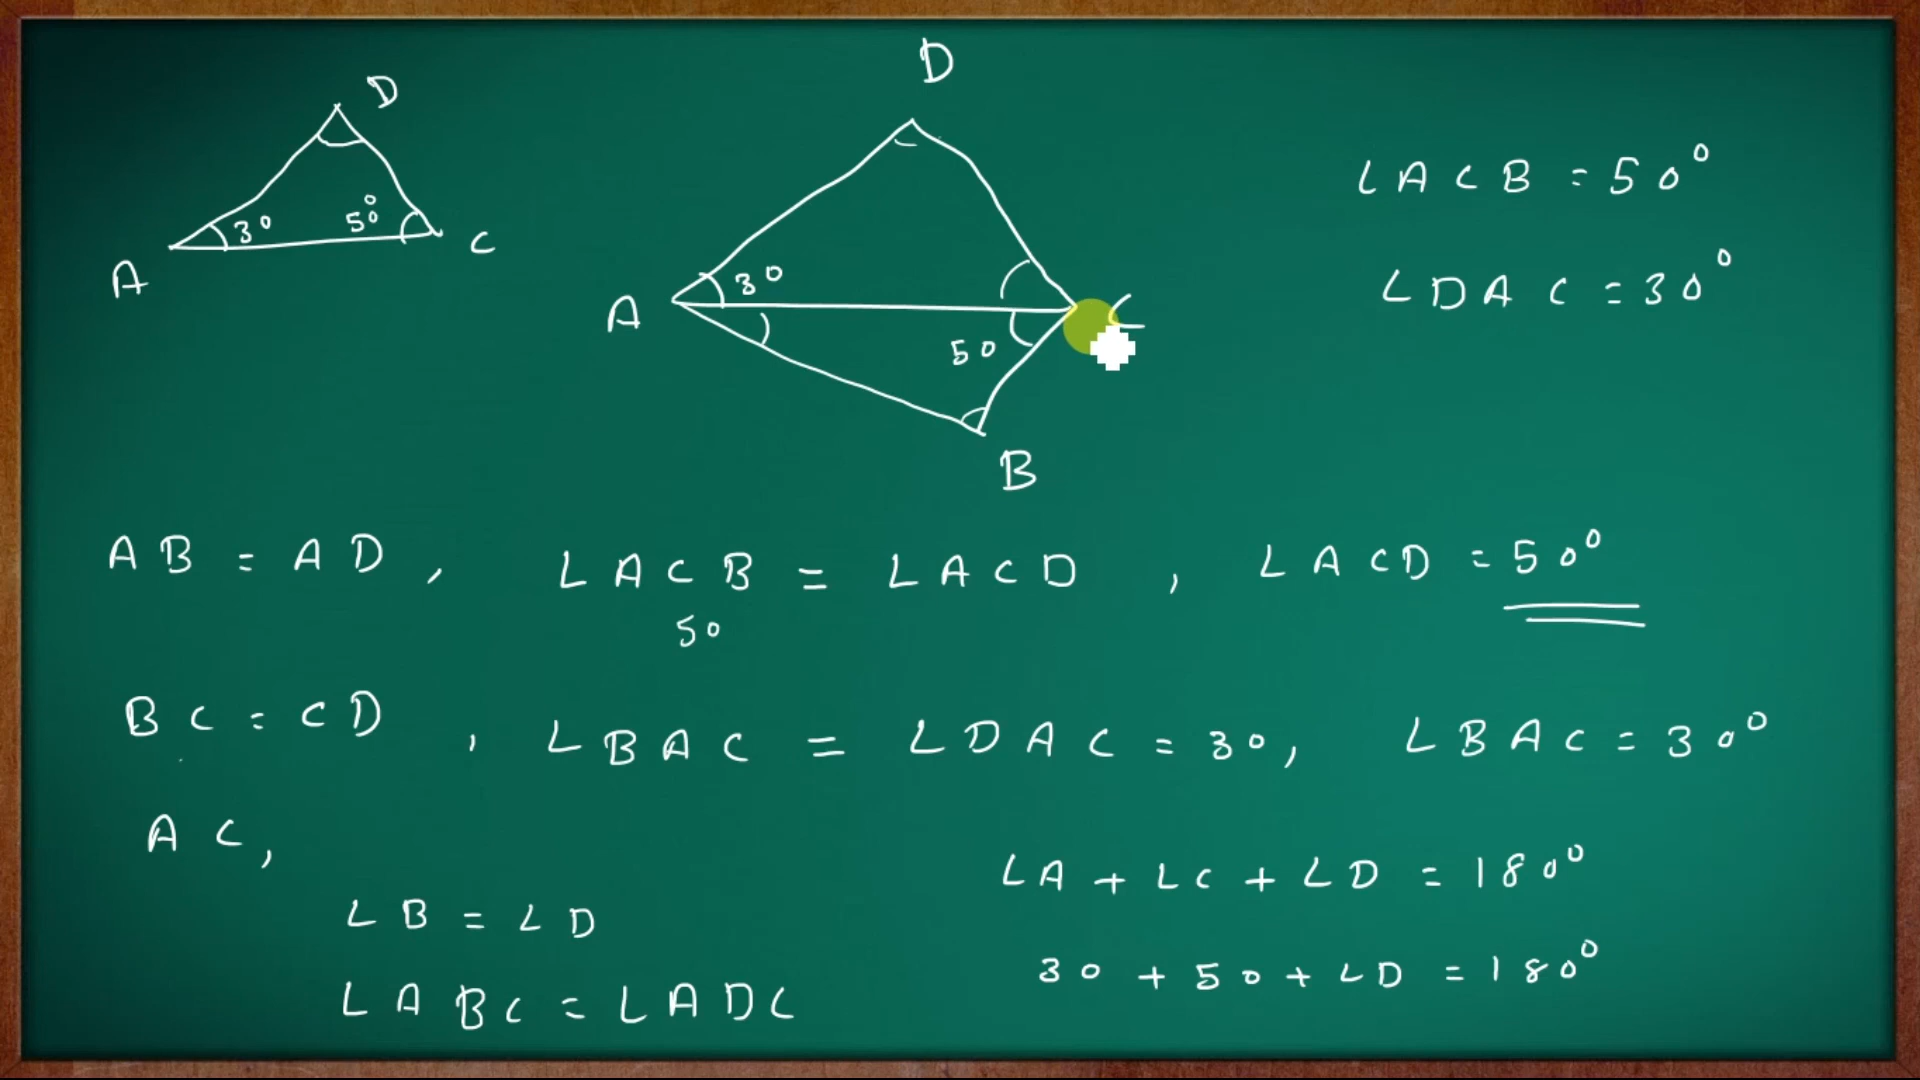 D
30
50°
A
C
D
A
30
C
50
B
∠ACB = 50°
∠DAC = 30°
AB = AD, ∠ACB = ∠ACD, ∠ACD = 50°
50
BC = CD, ∠BAC = ∠DAC = 30, ∠BAC = 30°
AC,
∠B = ∠D
∠ABC = ∠ADC
∠A + ∠C + ∠D = 180°
30 + 50 + ∠D = 180°